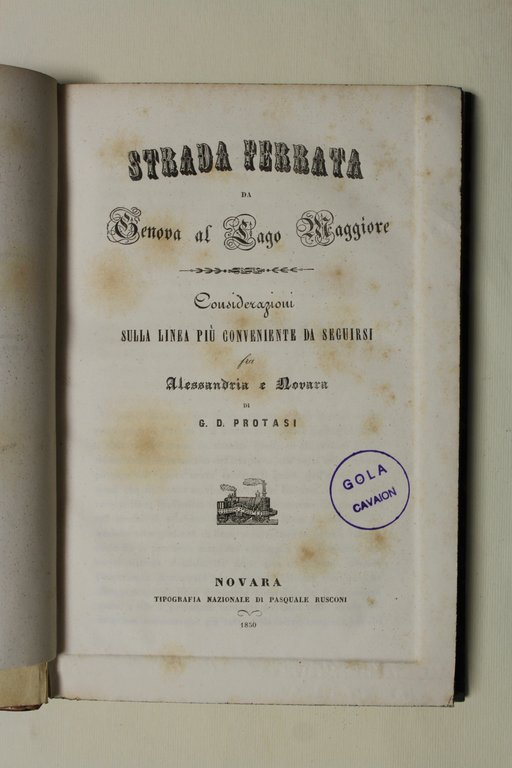 STRADA FERRATA
DA
Genova al Lago Maggiore
Considerazioni
SULLA LINEA PIÙ CONVENIENTE DA SEGUIRSI
fra
Alessandria e Novara
DI
G. D. PROTASI
GOLA
CAVAION
NOVARA
TIPOGRAFIA NAZIONALE DI PASQUALE RUSCONI
1850